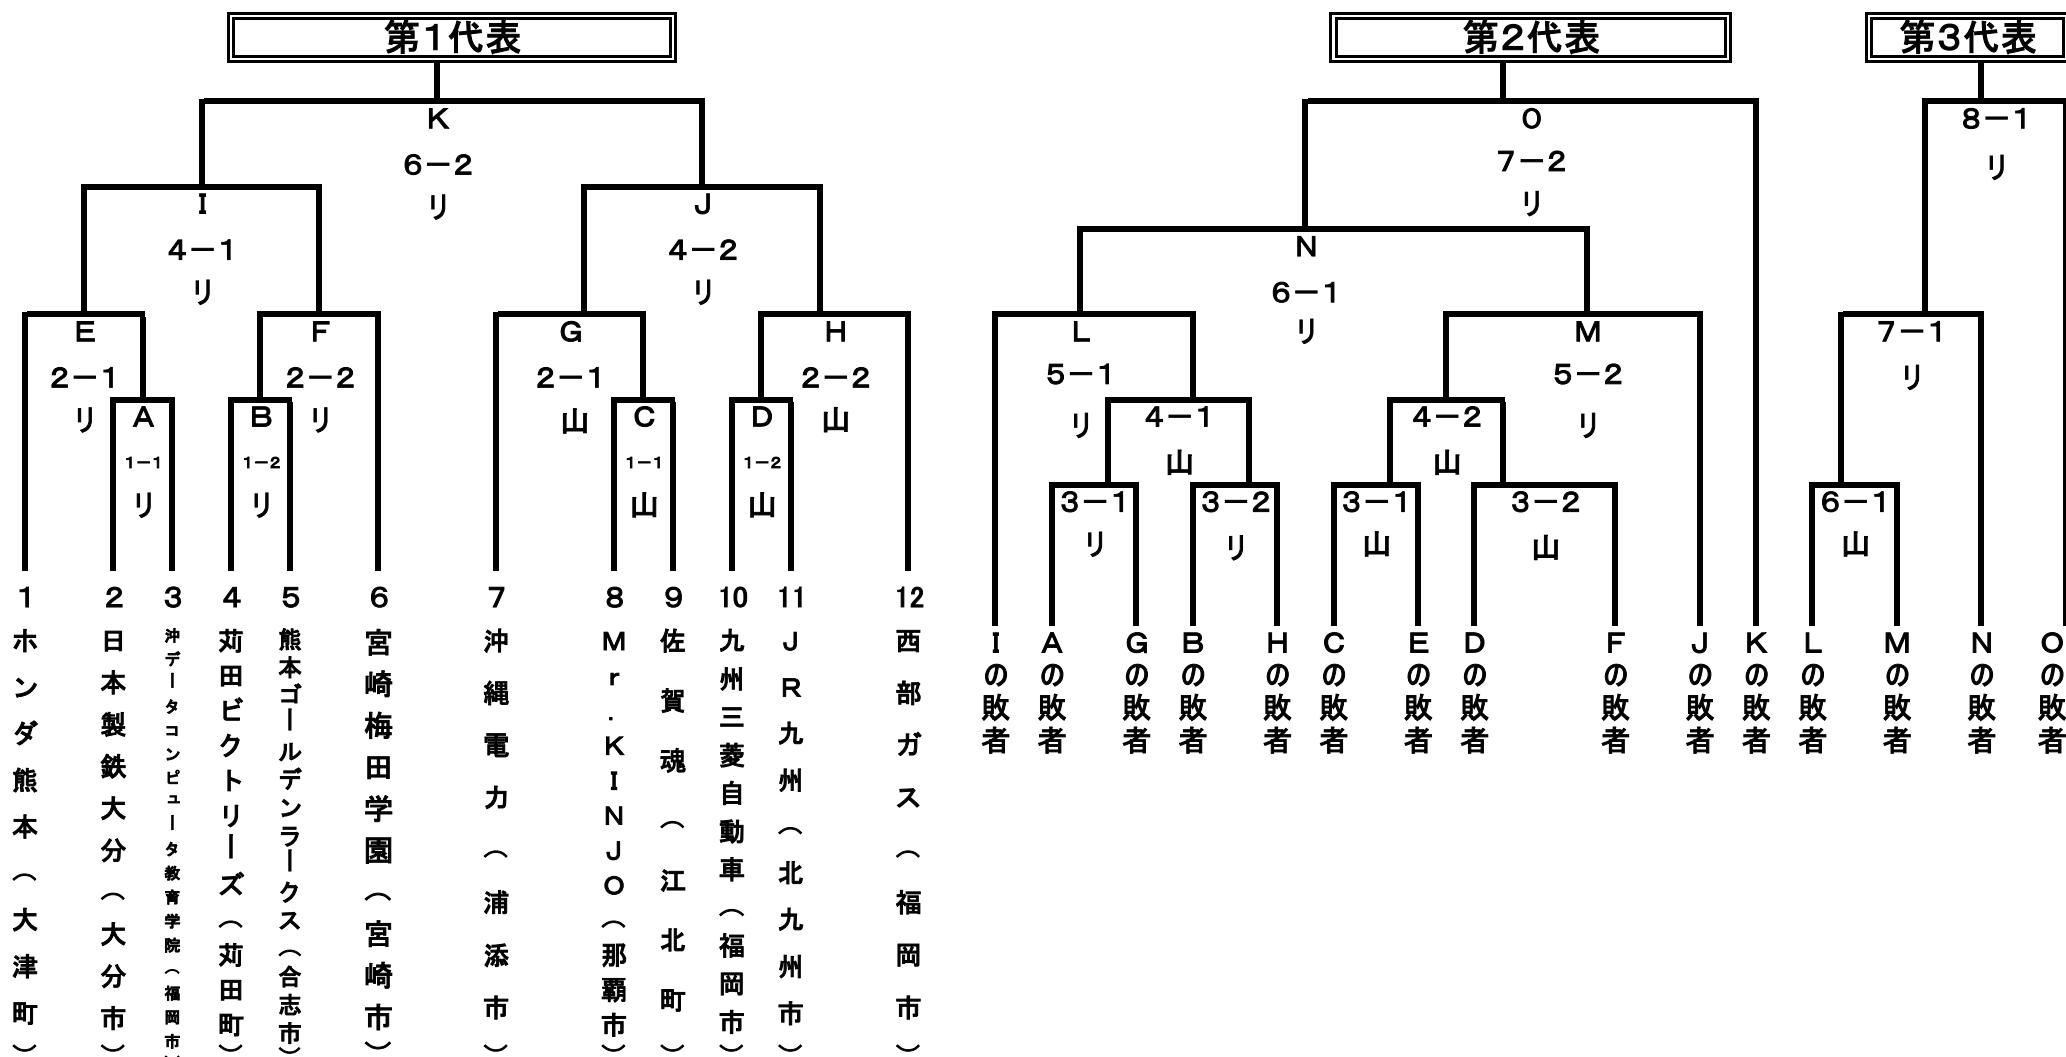 第1代表
第2代表
第3代表
K
6－2
リ
O
7－2
リ
8－1
リ
I
4－1
リ
J
4－2
リ
N
6－1
リ
E
2－1
リ
F
2－2
リ
G
2－1
山
H
2－2
山
L
5－1
リ
M
5－2
リ
7－1
リ
A
1－1
リ
B
1－2
リ
C
1－1
山
D
1－2
山
4－1
山
4－2
山
3－1
リ
3－2
リ
3－1
山
3－2
山
6－1
山
1
ホンダ熊本（大津町）
2
日本製鉄大分（大分市）
3
沖データコンピュータ教育学院（福岡市）
4
苅田ビクトリーズ（苅田町）
5
熊本ゴールデンラークス（合志市）
6
宮崎梅田学園（宮崎市）
7
沖縄電力（浦添市）
8
Mr.KINJO（那覇市）
9
佐賀魂（江北町）
10
九州三菱自動車（福岡市）
11
JR九州（北九州市）
12
西部ガス（福岡市）
Iの敗者
Aの敗者
Gの敗者
Bの敗者
Hの敗者
Cの敗者
Eの敗者
Dの敗者
Fの敗者
Jの敗者
Kの敗者
Lの敗者
Mの敗者
Nの敗者
Oの敗者